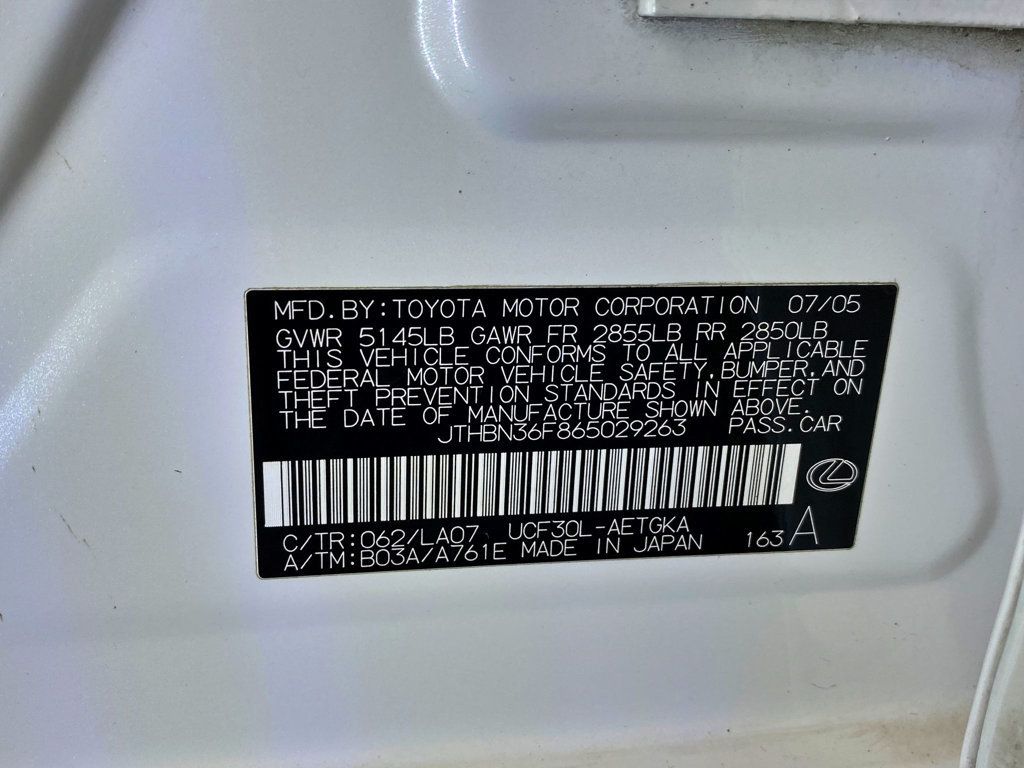 MFD. BY: TOYOTA MOTOR CORPORATION 07/05
GVWR 5145LB GAWR FR 2855LB RR 2850LB
THIS VEHICLE CONFORMS TO ALL APPLICABLE
FEDERAL MOTOR VEHICLE SAFETY, BUMPER, AND
THEFT PREVENTION STANDARDS IN EFFECT ON
THE DATE OF MANUFACTURE SHOWN ABOVE.
JTHBN36F865029263 PASS. CAR
C/TR: 062/LA07 UCF30L-AETGKA
A/TM: B03A/A761E MADE IN JAPAN 163 A